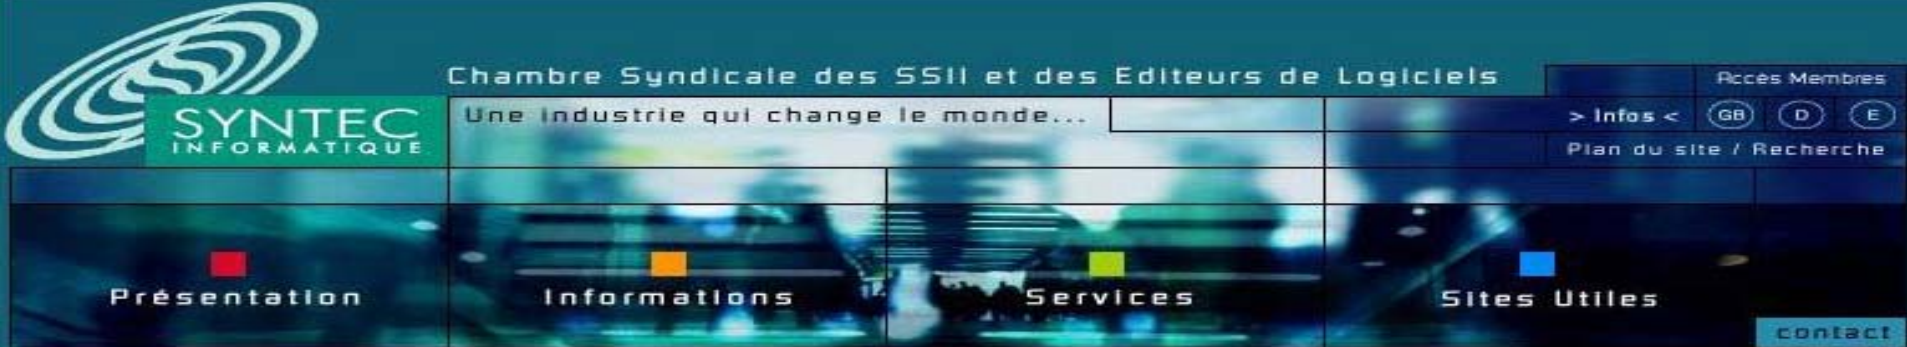 Chambre Syndicale des SSII et des Editeurs de Logiciels
Accès Membres
SYNTEC
INFORMATIQUE
Une industrie qui change le monde...
> Infos < GB D E
Plan du site / Recherche
Présentation
Informations
Services
Sites Utiles
contact